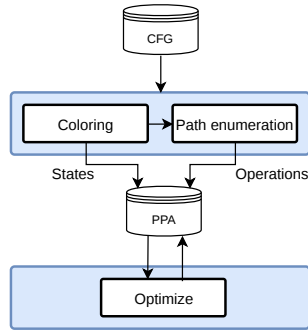 CFG
Coloring
Path enumeration
States
Operations
PPA
Optimize